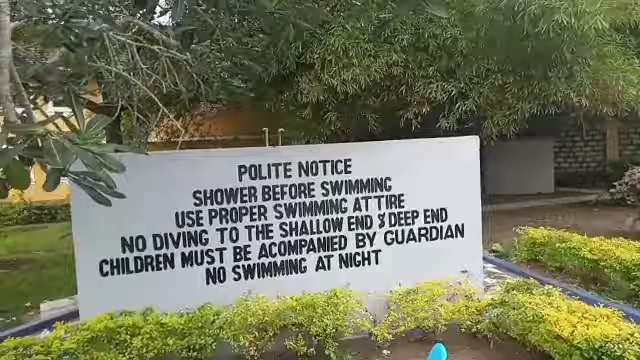 POLITE NOTICE
SHOWER BEFORE SWIMMING
USE PROPER SWIMMING ATTIRE
NO DIVING TO THE SHALLOW END & DEEP END
CHILDREN MUST BE ACOMPANIED BY GUARDIAN
NO SWIMMING AT NIGHT